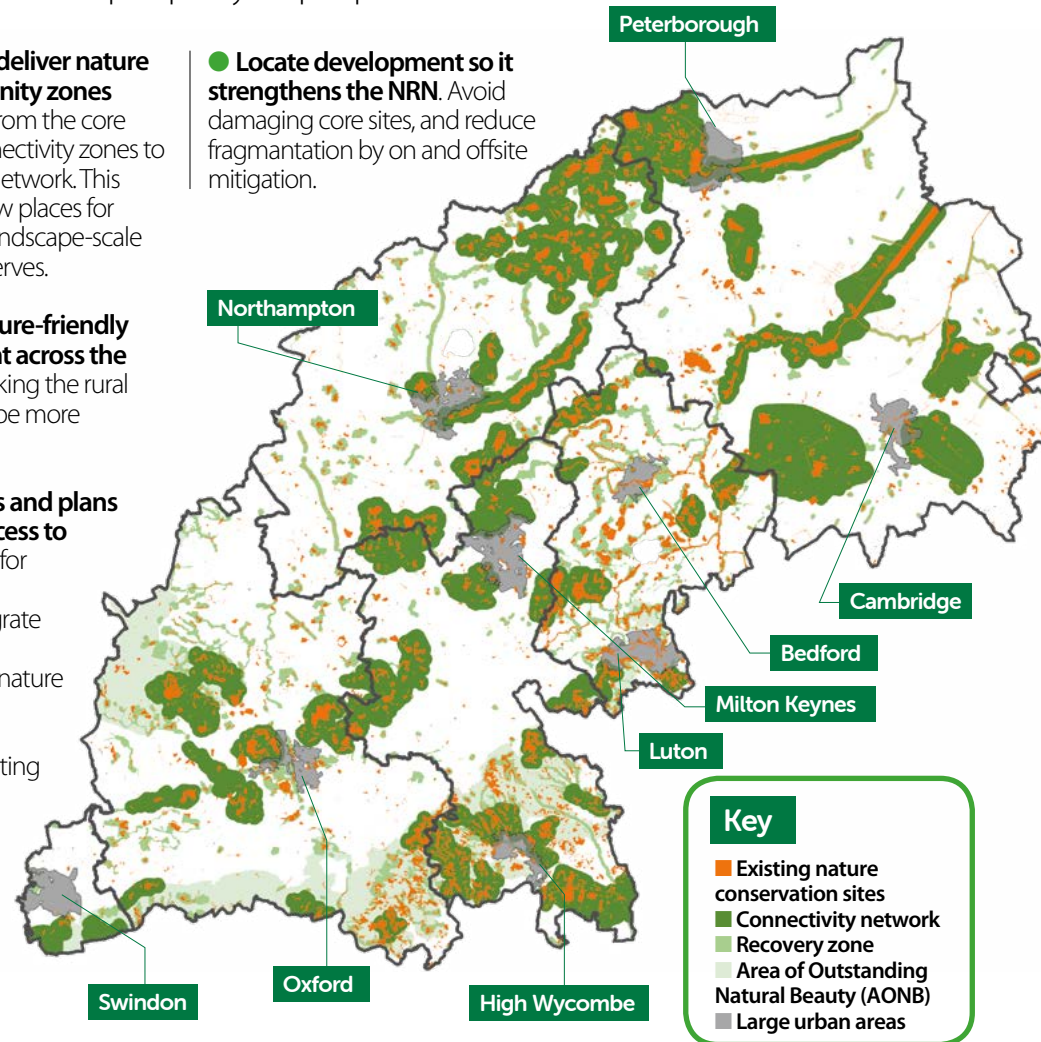 deliver nature
nity zones
rom the core
nectivity zones to
etwork. This
w places for
ndscape-scale
erves.
ure-friendly
t across the
king the rural
be more
s and plans
cess to
for
grate
nature
ting
● Locate development so it
strengthens the NRN. Avoid
damaging core sites, and reduce
fragmantation by on and offsite
mitigation.
Peterborough
Northampton
Cambridge
Bedford
Milton Keynes
Luton
Oxford
High Wycombe
Swindon
Key
Existing nature
conservation sites
Connectivity network
Recovery zone
Area of Outstanding
Natural Beauty (AONB)
Large urban areas